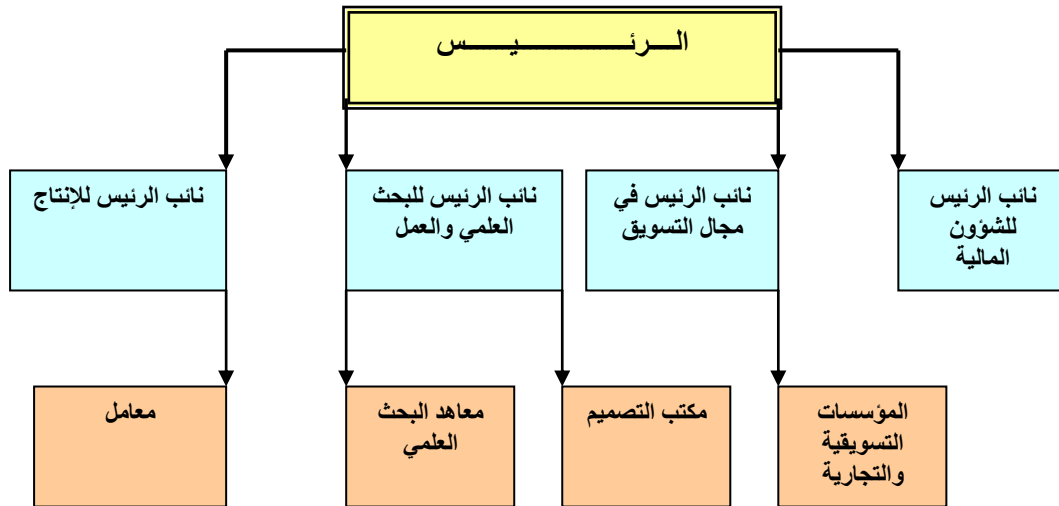 الـــرئـــــــــــــــيـــــــس
نائب الرئيس
للشؤون
المالية
نائب الرئيس في
مجال التسويق
نائب الرئيس للبحث
العلمي والعمل
نائب الرئيس للإنتاج
المؤسسات
التسويقية
والتجارية
مكتب التصميم
معاهد البحث
العلمي
معامل